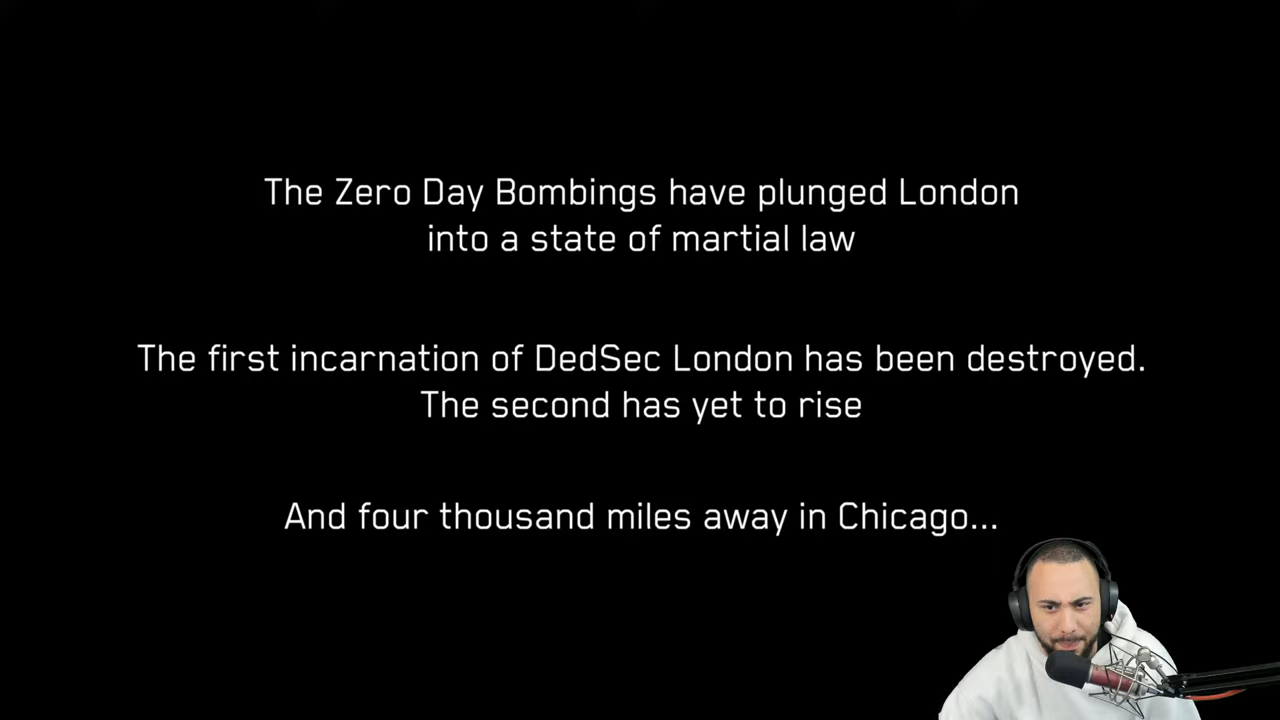 The Zero Day Bombings have plunged London
into a state of martial law
The first incarnation of DedSec London has been destroyed.
The second has yet to rise
And four thousand miles away in Chicago...